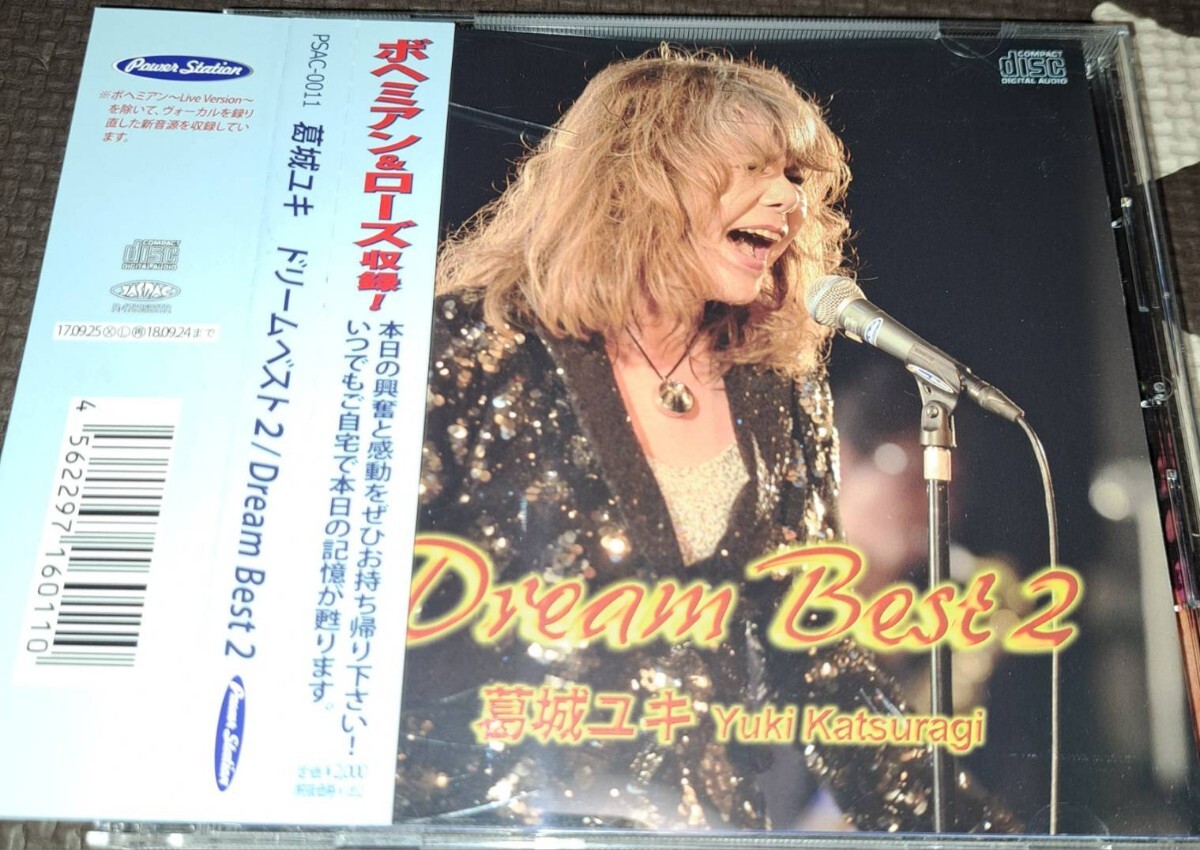 Power Station
※ボヘミアン～Live Version～
を除いて、ヴォーカルを録り
直した新音源を収録してい
ます。
COMPACT
disc
DIGITAL AUDIO
JASRAC
17.09.25 Ⓧ Ⓛ ㊕ 18.09.24 まで
4 562297 160110
PSAC-0011 葛城ユキ ドリームベスト2/Dream Best 2
Power Station
ボヘミアン&ローズ収録!
本日の興奮と感動をぜひお持ち帰り下さい!
いつでもご自宅で本日の記憶が甦ります。
定価¥2,000
COMPACT
disc
DIGITAL AUDIO
Dream Best 2
葛城ユキ Yuki Katsuragi